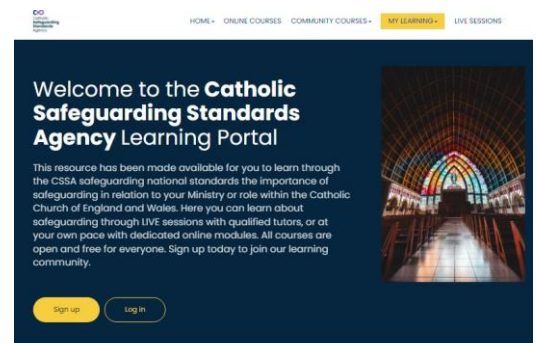 Catholic
Safeguarding
Standards
Agency
HOME
ONLINE COURSES
COMMUNITY COURSES
MY LEARNING
LIVE SESSIONS
Welcome to the Catholic
Safeguarding Standards
Agency Learning Portal
This resource has been made available for you to learn through
the CSSA safeguarding national standards the importance of
safeguarding in relation to your Ministry or role within the Catholic
Church of England and Wales. Here you can learn about
safeguarding through LIVE sessions with qualified tutors, or at
your own pace with dedicated online modules. All courses are
open and free for everyone. Sign up today to join our learning
community.
Sign up
Log in